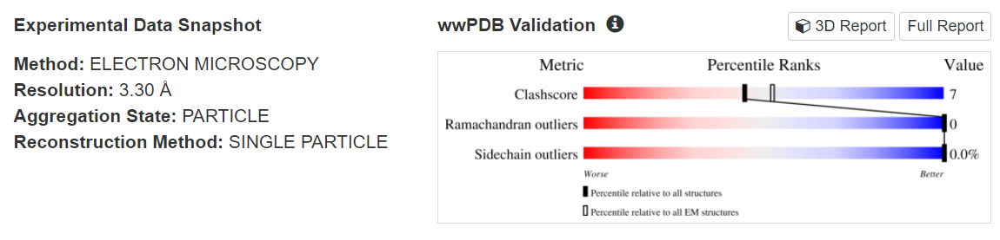 Experimental Data Snapshot
Method: ELECTRON MICROSCOPY
Resolution: 3.30 Å
Aggregation State: PARTICLE
Reconstruction Method: SINGLE PARTICLE
wwPDB Validation
3D Report
Full Report
Metric Percentile Ranks Value
Clashscore 7
Ramachandran outliers 0
Sidechain outliers 0.0%
Worse Better
Percentile relative to all structures
Percentile relative to all EM structures